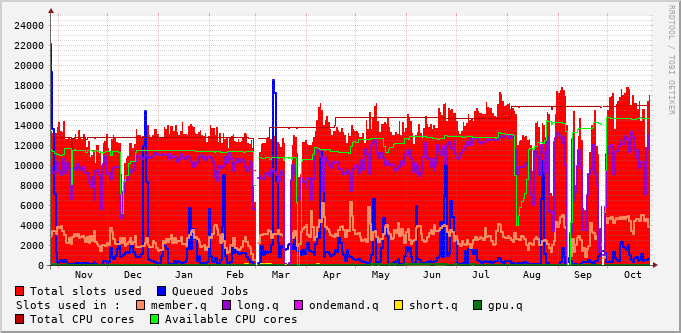 24000
22000
20000
18000
16000
14000
12000
10000
8000
6000
4000
2000
0
Nov Dec Jan Feb Mar Apr May Jun Jul Aug Sep Oct
RRDTOOL / TOBI OETIKER
Total slots used Queued Jobs
Slots used in : member.q long.q ondemand.q short.q gpu.q
Total CPU cores Available CPU cores